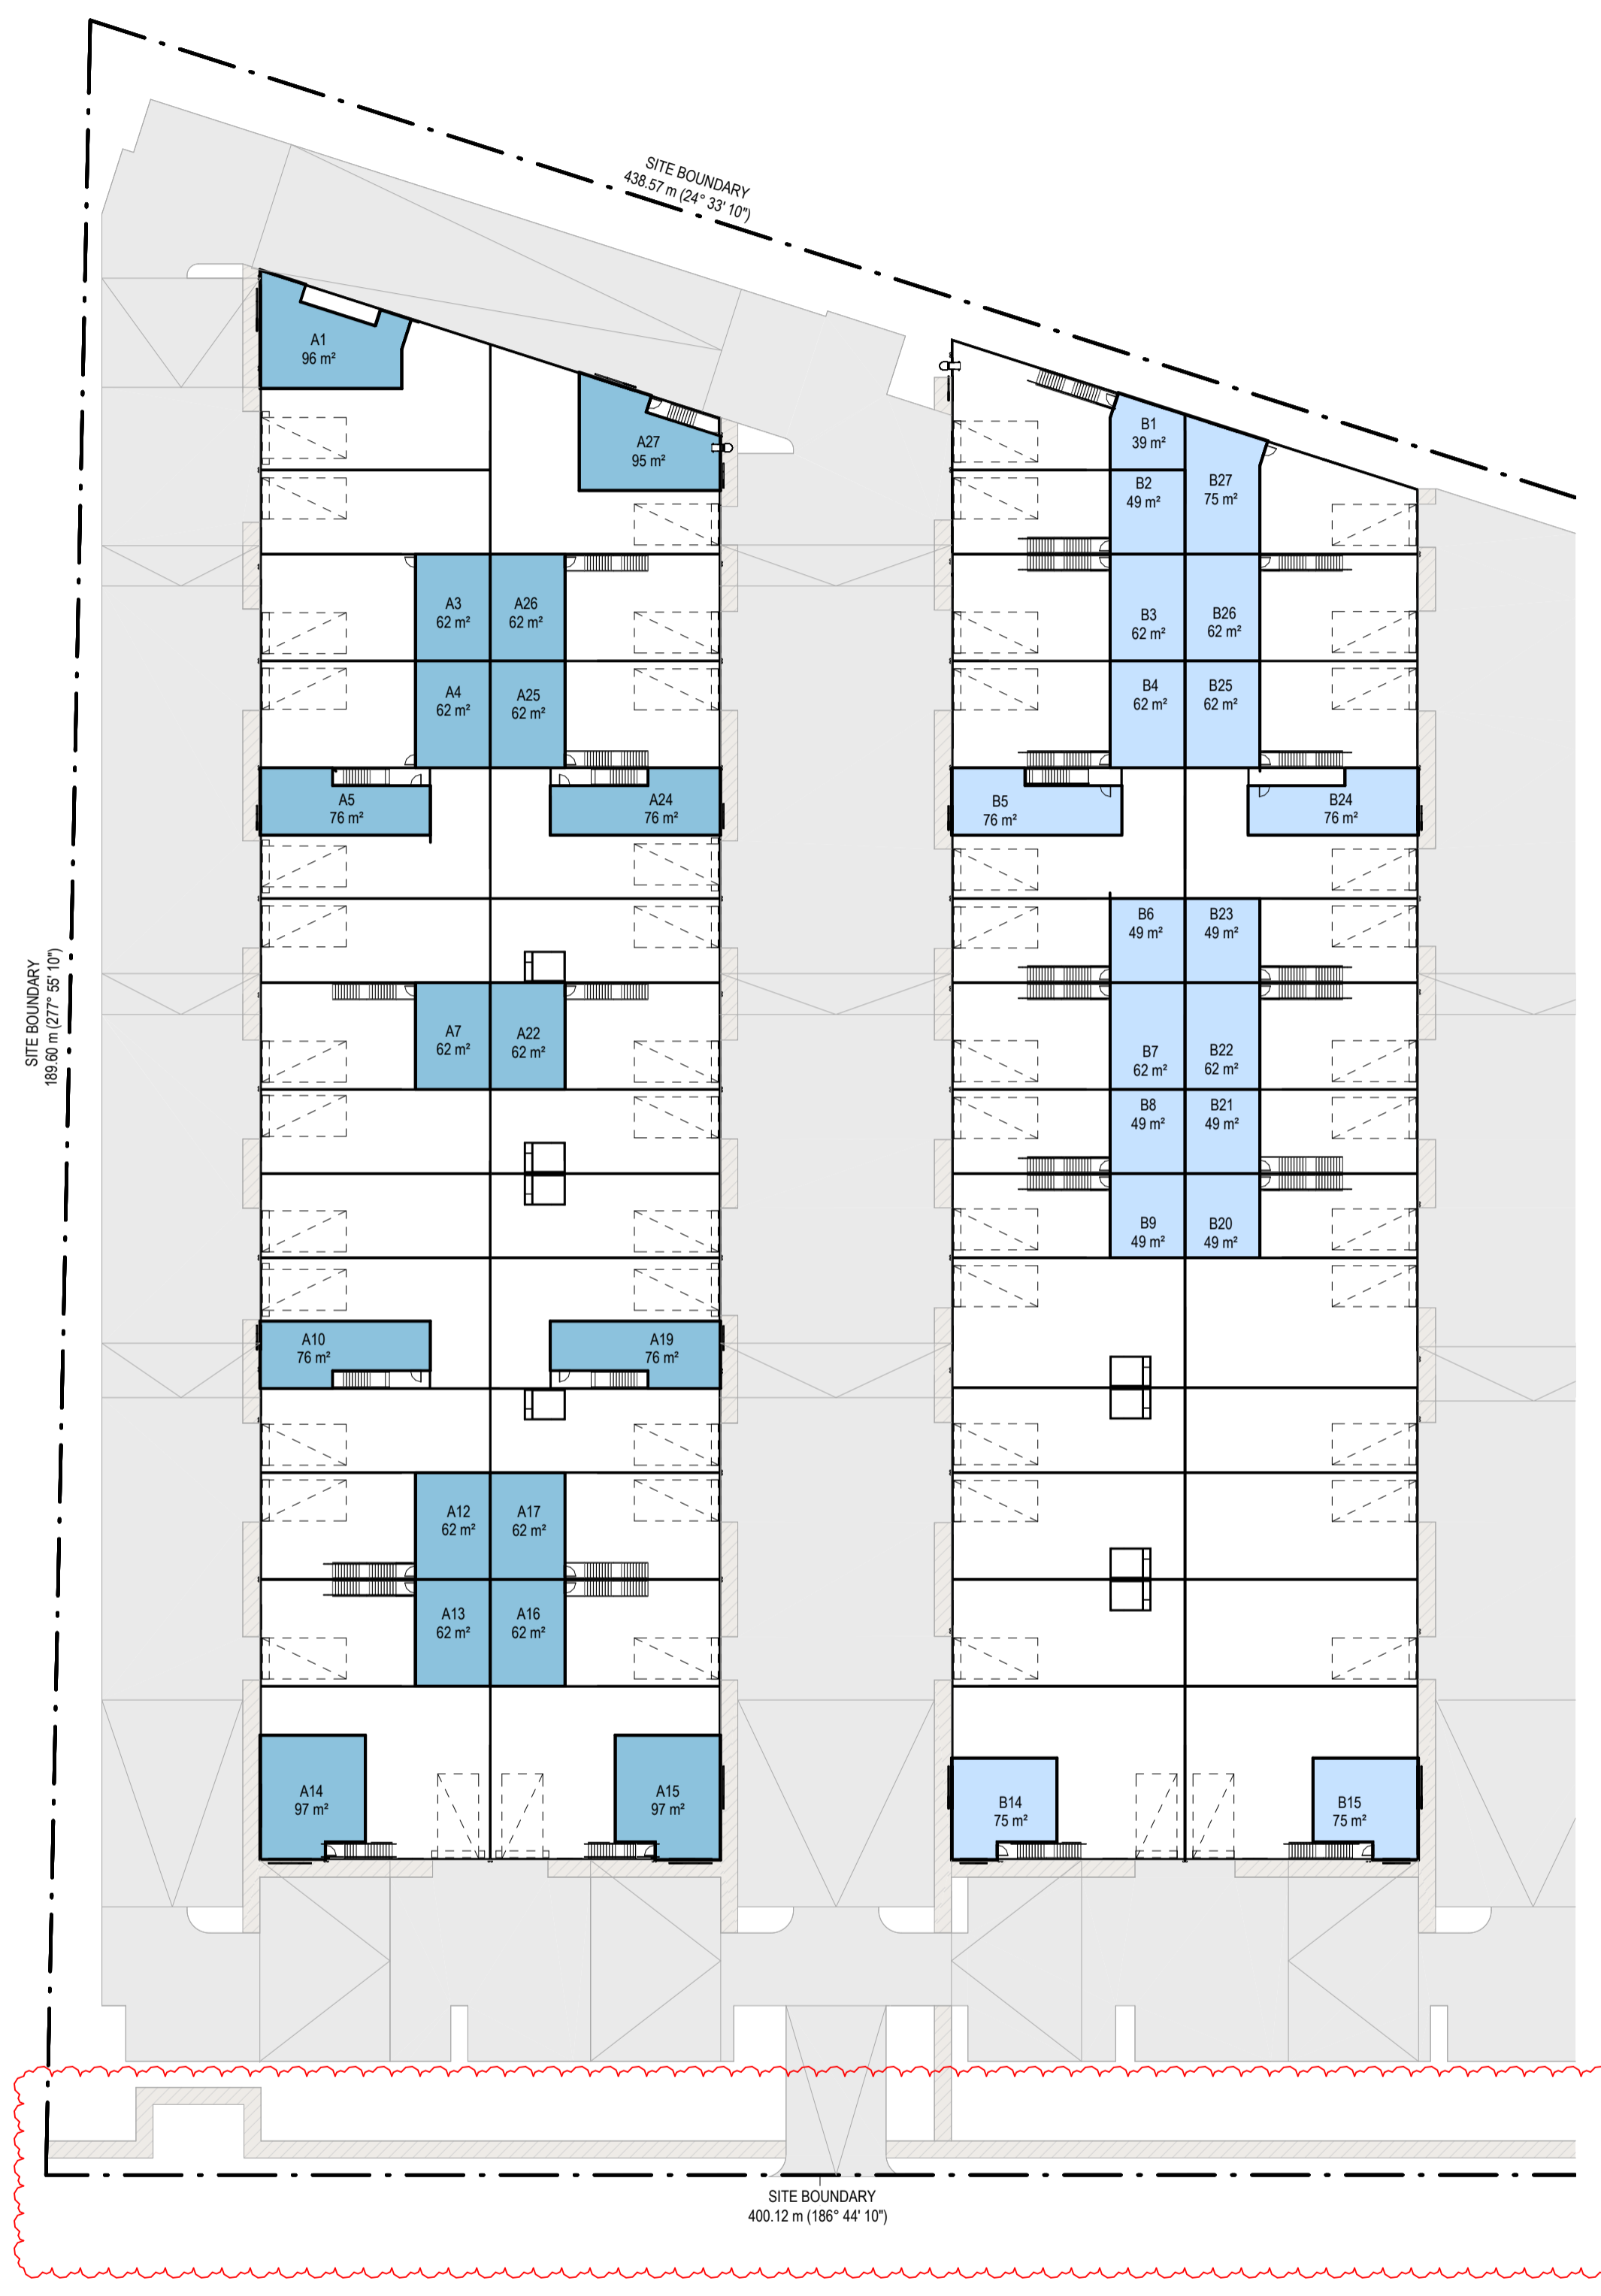 SITE BOUNDARY
438.57 m (24° 33' 10")
A1
96 m²
A27
95 m²
B1
39 m²
B2
49 m²
B27
75 m²
A3
62 m²
A26
62 m²
B3
62 m²
B26
62 m²
A4
62 m²
A25
62 m²
B4
62 m²
B25
62 m²
A5
76 m²
A24
76 m²
B5
76 m²
B24
76 m²
B6
49 m²
B23
49 m²
SITE BOUNDARY
189.60 m (277° 55' 10")
A7
62 m²
A22
62 m²
B7
62 m²
B22
62 m²
B8
49 m²
B21
49 m²
B9
49 m²
B20
49 m²
A10
76 m²
A19
76 m²
A12
62 m²
A17
62 m²
A13
62 m²
A16
62 m²
A14
97 m²
A15
97 m²
B14
75 m²
B15
75 m²
SITE BOUNDARY
400.12 m (186° 44' 10")